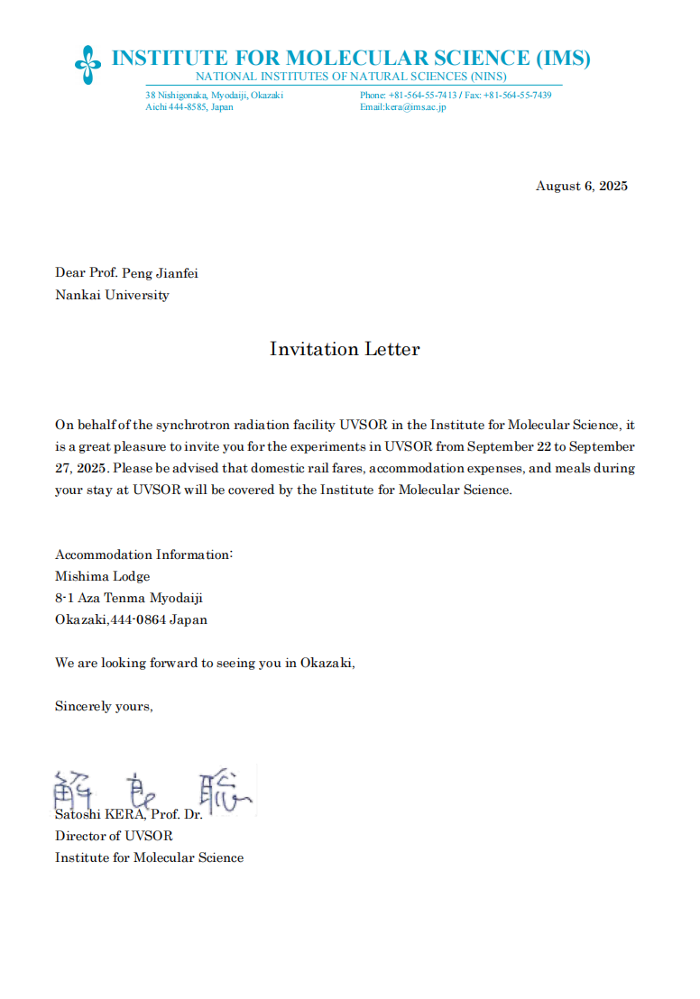 INSTITUTE FOR MOLECULAR SCIENCE (IMS)
NATIONAL INSTITUTES OF NATURAL SCIENCES (NINS)
38 Nishigonaka, Myodaiji, Okazaki
Aichi 444-8585, Japan
Phone: +81-564-55-7413 / Fax: +81-564-55-7439
Email:kera@ims.ac.jp
August 6, 2025
Dear Prof. Peng Jianfei
Nankai University
Invitation Letter
On behalf of the synchrotron radiation facility UVSOR in the Institute for Molecular Science, it
is a great pleasure to invite you for the experiments in UVSOR from September 22 to September
27, 2025. Please be advised that domestic rail fares, accommodation expenses, and meals during
your stay at UVSOR will be covered by the Institute for Molecular Science.
Accommodation Information:
Mishima Lodge
8-1 Aza Tenma Myodaiji
Okazaki,444-0864 Japan
We are looking forward to seeing you in Okazaki,
Sincerely yours,
解 良 聡
Satoshi KERA, Prof. Dr.
Director of UVSOR
Institute for Molecular Science